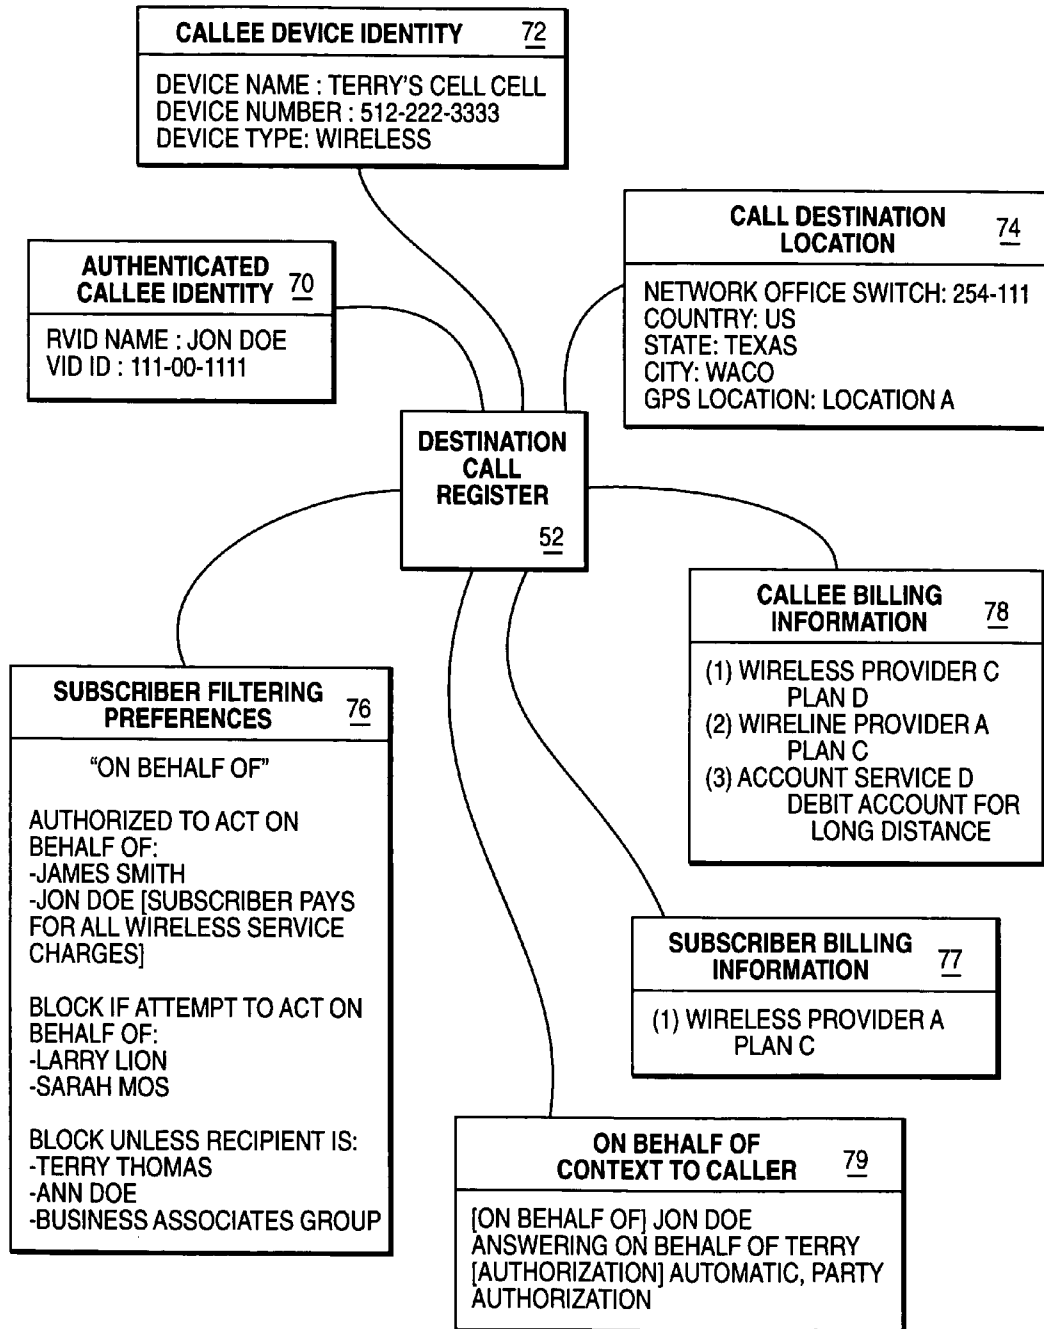 CALLEE DEVICE IDENTITY 72
DEVICE NAME : TERRY'S CELL CELL
DEVICE NUMBER : 512-222-3333
DEVICE TYPE: WIRELESS
CALL DESTINATION
LOCATION 74
NETWORK OFFICE SWITCH: 254-111
COUNTRY: US
STATE: TEXAS
CITY: WACO
GPS LOCATION: LOCATION A
AUTHENTICATED
CALLEE IDENTITY 70
RVID NAME : JON DOE
VID ID : 111-00-1111
DESTINATION
CALL
REGISTER
52
CALLEE BILLING
INFORMATION 78
(1) WIRELESS PROVIDER C
PLAN D
(2) WIRELINE PROVIDER A
PLAN C
(3) ACCOUNT SERVICE D
DEBIT ACCOUNT FOR
LONG DISTANCE
SUBSCRIBER FILTERING
PREFERENCES 76
“ON BEHALF OF”
AUTHORIZED TO ACT ON
BEHALF OF:
-JAMES SMITH
-JON DOE [SUBSCRIBER PAYS
FOR ALL WIRELESS SERVICE
CHARGES]
BLOCK IF ATTEMPT TO ACT ON
BEHALF OF:
-LARRY LION
-SARAH MOS
BLOCK UNLESS RECIPIENT IS:
-TERRY THOMAS
-ANN DOE
-BUSINESS ASSOCIATES GROUP
SUBSCRIBER BILLING
INFORMATION 77
(1) WIRELESS PROVIDER A
PLAN C
ON BEHALF OF
CONTEXT TO CALLER 79
[ON BEHALF OF] JON DOE
ANSWERING ON BEHALF OF TERRY
[AUTHORIZATION] AUTOMATIC, PARTY
AUTHORIZATION